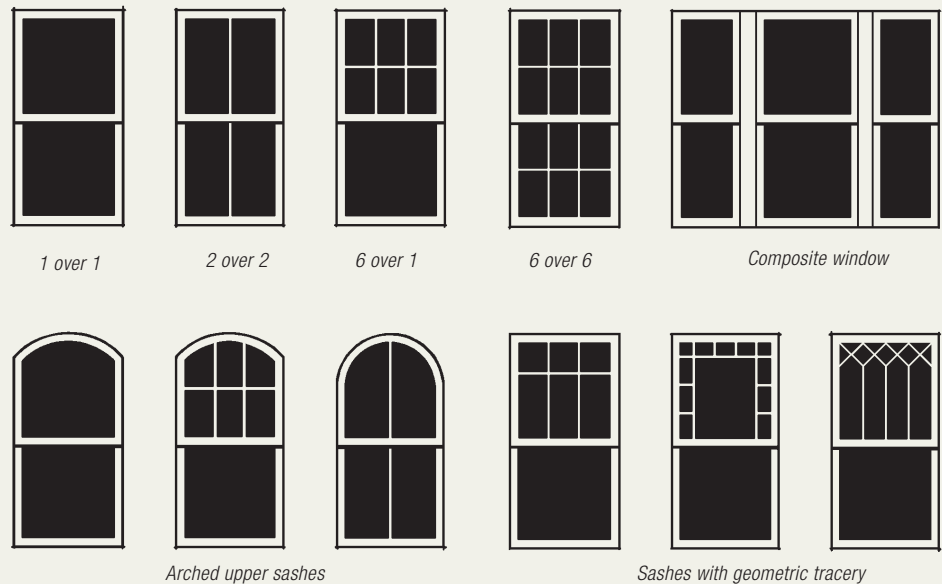 1 over 1
2 over 2
6 over 1
6 over 6
Composite window
Arched upper sashes
Sashes with geometric tracery